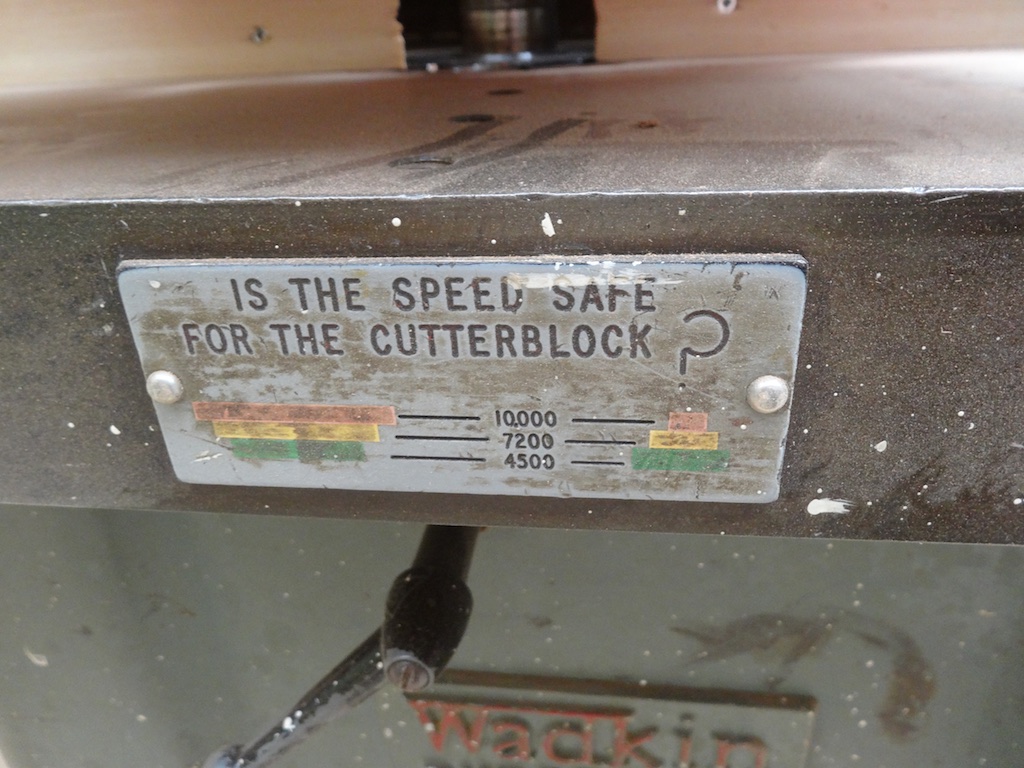 IS THE SPEED SAFE
FOR THE CUTTERBLOCK ?
10,000
7200
4500
Wadkin